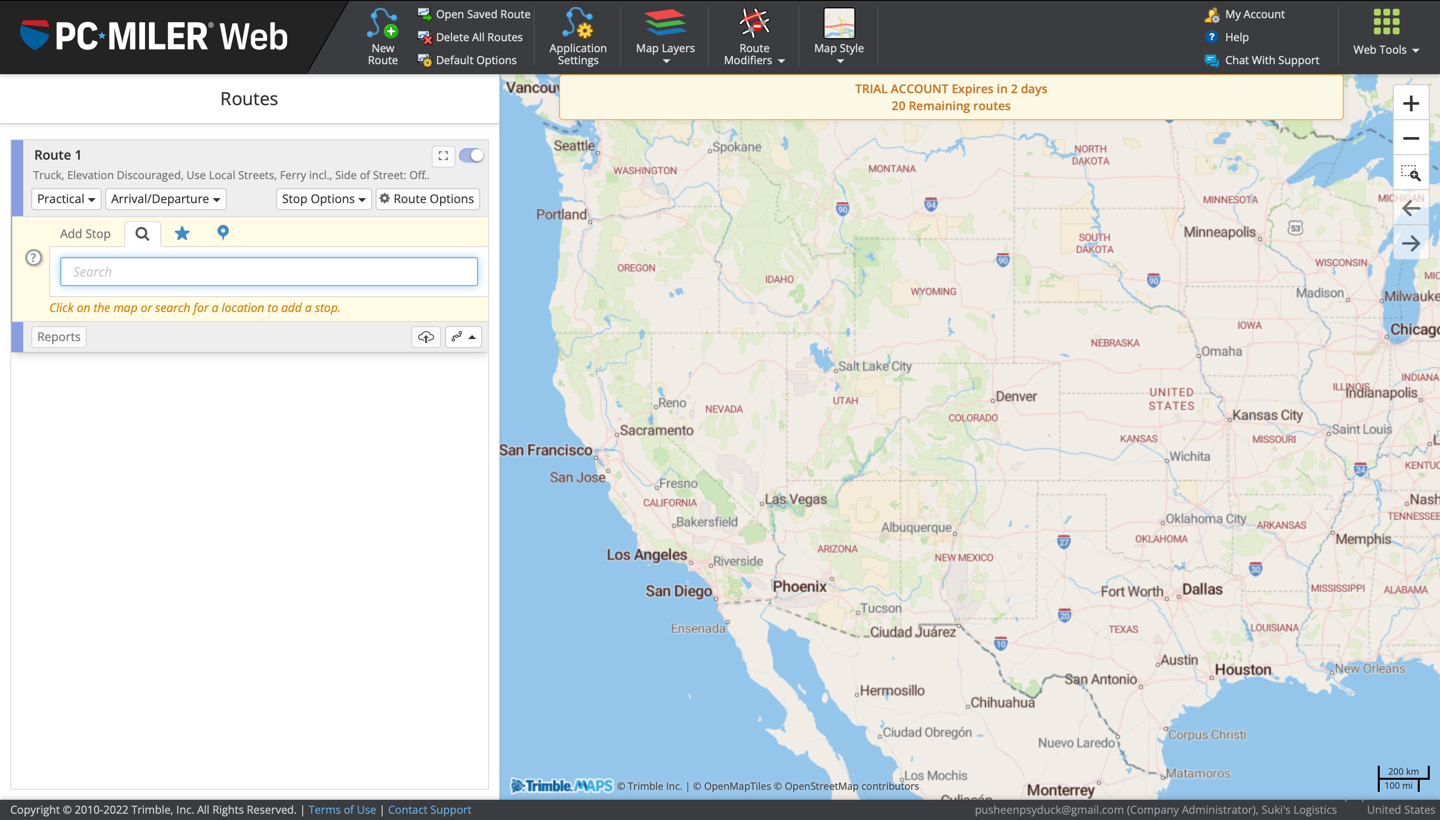 PC MILER® Web
New
Route
Open Saved Route
Delete All Routes
Default Options
Application
Settings
Map Layers
Route
Modifiers
Map Style
My Account
Help
Chat With Support
Web Tools
Routes
Route 1
Truck, Elevation Discouraged, Use Local Streets, Ferry incl., Side of Street: Off..
Practical
Arrival/Departure
Stop Options
Route Options
Add Stop
?
Search
Click on the map or search for a location to add a stop.
Reports
TRIAL ACCOUNT Expires in 2 days
20 Remaining routes
Vancouv
Seattle
Spokane
WASHINGTON
MONTANA
NORTH
DAKOTA
MINNESOTA
MICHIGAN
90
94
Portland
Minneapolis
53
SOUTH
DAKOTA
OREGON
IDAHO
90
WISCONSIN
WYOMING
90
Madison
Milwauke
IOWA
Chicago
NEBRASKA
Omaha
Salt Lake City
ILLINOIS
INDIANA
Indianapolis
UNITED
STATES
Denver
UTAH
Reno
NEVADA
COLORADO
Kansas City
Sacramento
KANSAS
MISSOURI
Saint Louis
San Francisco
Wichita
24
KENTUC
San Jose
Fresno
CALIFORNIA
Las Vegas
Nash
TENNESSEE
Bakersfield
Albuquerque
Oklahoma City
ARKANSAS
Memphis
Los Angeles
Riverside
ARIZONA
NEW MEXICO
27
OKLAHOMA
30
San Diego
Phoenix
Fort Worth
Dallas
MISSISSIPPI
ALABAMA
Tucson
20
Ensenada
Ciudad Juárez
10
TEXAS
LOUISIANA
Austin
Houston
New Orleans
San Antonio
Hermosillo
Chihuahua
Ciudad Obregón
Nuevo Laredo
Corpus Christi
Los Mochis
Matamoros
Culiacán
Monterrey
200 km
100 mi
Trimble MAPS © Trimble Inc. | © OpenMapTiles © OpenStreetMap contributors
Copyright © 2010-2022 Trimble, Inc. All Rights Reserved. | Terms of Use | Contact Support
pusheenpsyduck@gmail.com (Company Administrator), Suki's Logistics
United States